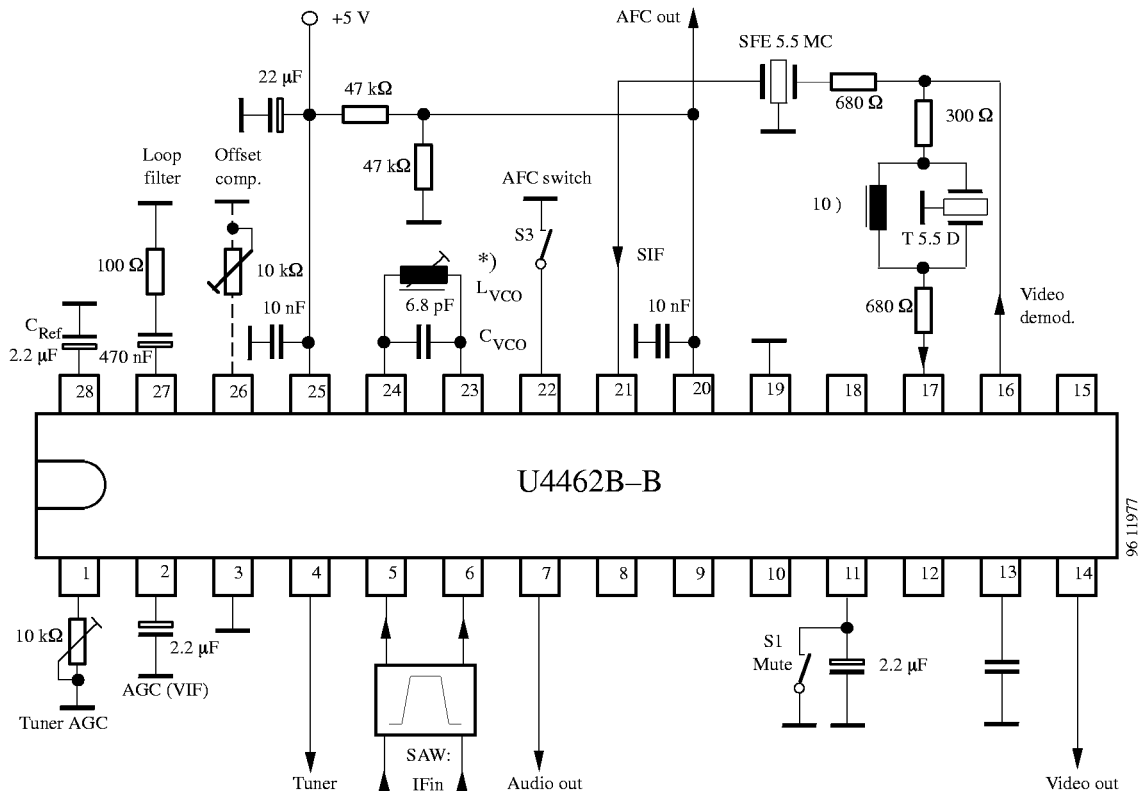 +5 V
AFC out
SFE 5.5 MC
22 µF
47 kΩ
680 Ω
300 Ω
Loop
filter
Offset
comp.
47 kΩ
AFC switch
10 )
T 5.5 D
S3
SIF
100 Ω
10 kΩ
*)
L VCO
6.8 pF
10 nF
10 nF
680 Ω
Video
demod.
C Ref
2.2 µF
470 nF
C VCO
28 27 26 25 24 23 22 21 20 19 18 17 16 15
U4462B–B
96 11977
1 2 3 4 5 6 7 8 9 10 11 12 13 14
10 kΩ
2.2 µF
S1
Mute
2.2 µF
AGC (VIF)
Tuner AGC
SAW:
Tuner
IFin
Audio out
Video out